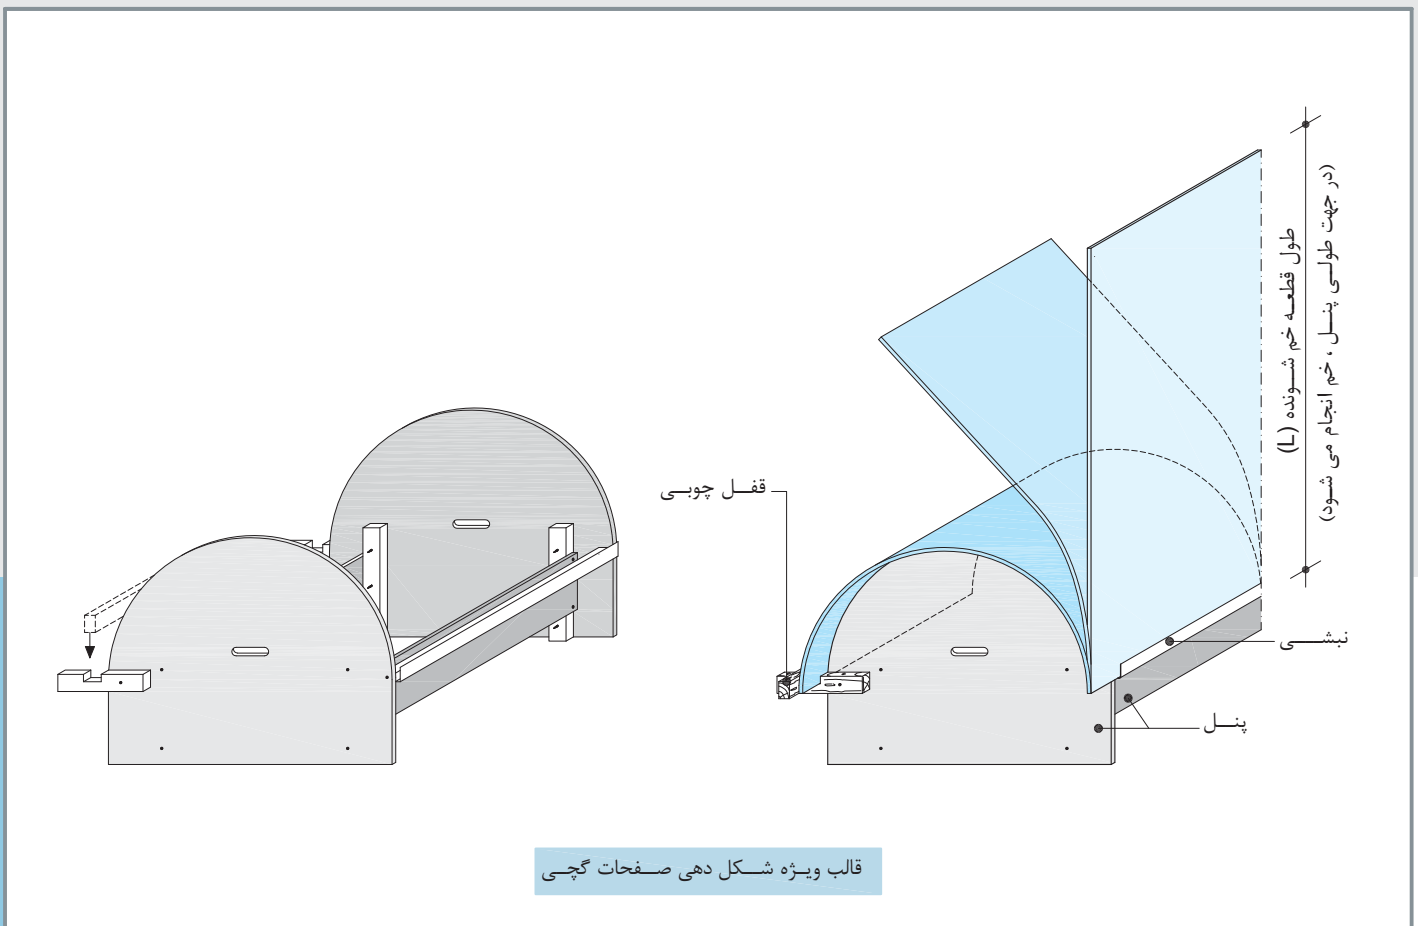 طول قطعه خم شونده (L)
(در جهت طولی پنل ، خم انجام می شود)
قفل چوبی
نبشی
پنل
قالب ویژه شکل دهی صفحات گچی